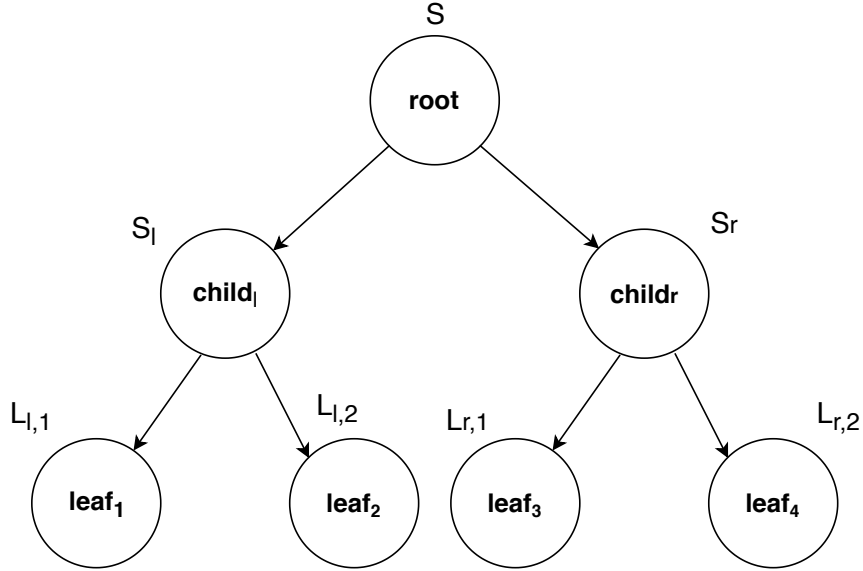 S
root
Sₗ
Sr
childₗ
childr
Lₗ,₁
Lₗ,₂
Lr,1
Lr,2
leaf₁
leaf₂
leaf₃
leaf₄